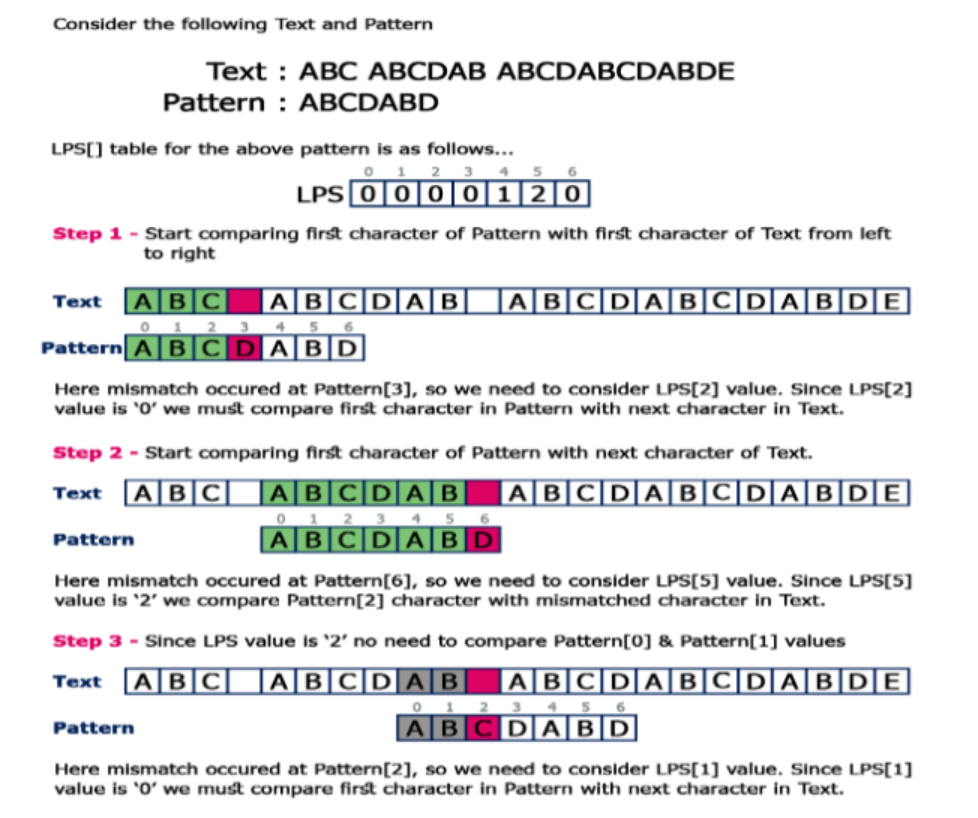 Consider the following Text and Pattern
Text : ABC ABCDAB ABCDABCDABDE
Pattern : ABCDABD
LPS[] table for the above pattern is as follows...
0 1 2 3 4 5 6
LPS 0 0 0 0 1 2 0
Step 1 - Start comparing first character of Pattern with first character of Text from left
to right
Text A B C A B C D A B A B C D A B C D A B D E
0 1 2 3 4 5 6
Pattern A B C D A B D
Here mismatch occured at Pattern[3], so we need to consider LPS[2] value. Since LPS[2]
value is ‘0’ we must compare first character in Pattern with next character in Text.
Step 2 - Start comparing first character of Pattern with next character of Text.
Text A B C A B C D A B A B C D A B C D A B D E
0 1 2 3 4 5 6
Pattern A B C D A B D
Here mismatch occured at Pattern[6], so we need to consider LPS[5] value. Since LPS[5]
value is ‘2’ we compare Pattern[2] character with mismatched character in Text.
Step 3 - Since LPS value is ‘2’ no need to compare Pattern[0] & Pattern[1] values
Text A B C A B C D A B A B C D A B C D A B D E
0 1 2 3 4 5 6
Pattern A B C D A B D
Here mismatch occured at Pattern[2], so we need to consider LPS[1] value. Since LPS[1]
value is ‘0’ we must compare first character in Pattern with next character in Text.